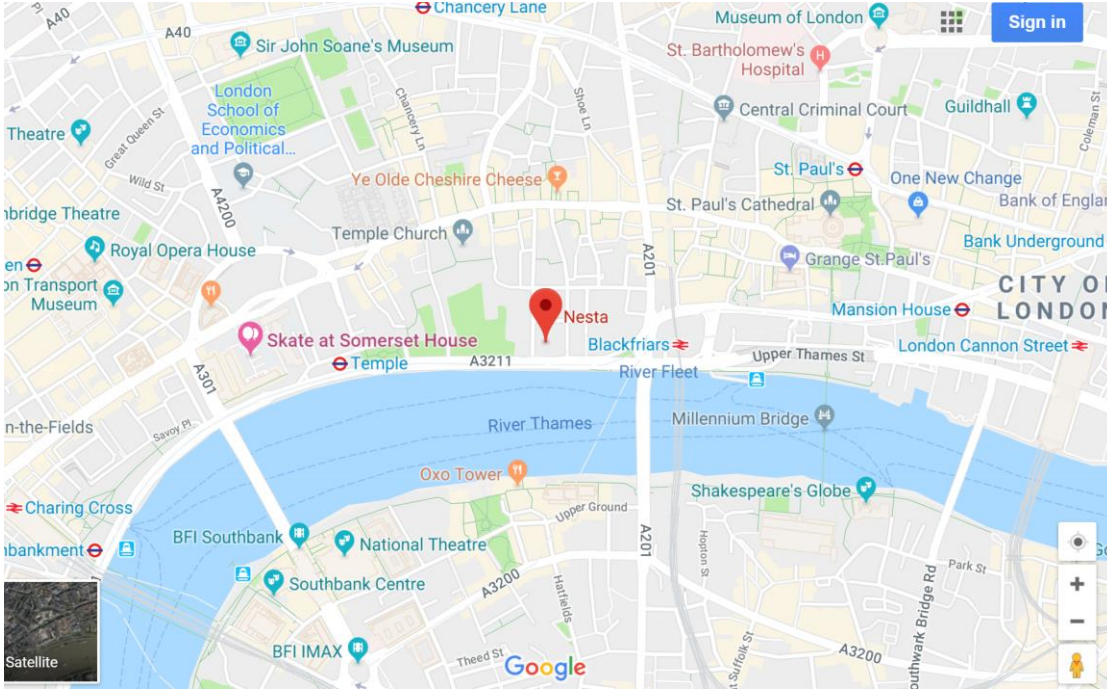 A40
Chancery Lane
Museum of London
Sign in
A40
Sir John Soane's Museum
St. Bartholomew's
Hospital
London
School of
Economics
and Political...
Chancery Ln
Shoe Ln
Central Criminal Court
Guildhall
Coleman St
Theatre
Great Queen St
Wild St
Ye Olde Cheshire Cheese
St. Paul's
One New Change
A4200
St. Paul's Cathedral
Bank of Englan
nbridge Theatre
Temple Church
Royal Opera House
A201
Bank Underground
Grange St.Paul's
en
on Transport
Museum
CITY OF
LONDON
Mansion House
Nesta
Skate at Somerset House
Blackfriars
London Cannon Street
Temple
A3211
Upper Thames St
River Fleet
A301
n-the-Fields
Savoy Pl
River Thames
Millennium Bridge
Oxo Tower
Shakespeare's Globe
Charing Cross
Upper Ground
BFI Southbank
National Theatre
A201
Hopton St
nbankment
Southbank Centre
A3200
Hatfields
Park St
Satellite
BFI IMAX
Theed St
Google
t Suffolk St
A3200
outhwark Bridge Rd